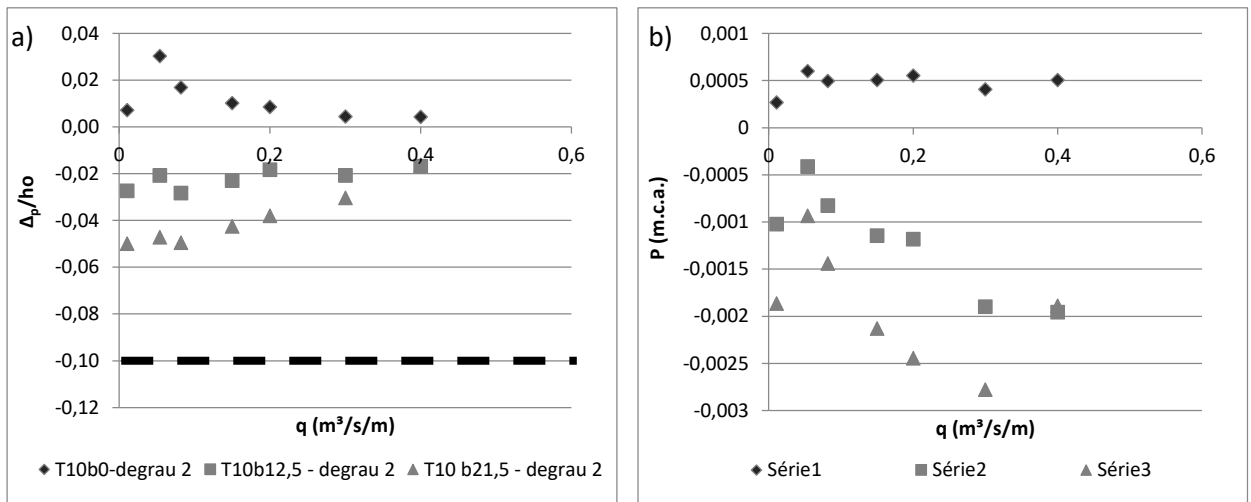 a)
Δp/ho
0,04
0,02
0,00
-0,02
-0,04
-0,06
-0,08
-0,10
-0,12
0
0,2
0,4
0,6
q (m³/s/m)
T10b0-degrau 2
T10b12,5 - degrau 2
T10 b21,5 - degrau 2
b)
P (m.c.a.)
0,001
0,0005
0
-0,0005
-0,001
-0,0015
-0,002
-0,0025
-0,003
0
0,2
0,4
0,6
q (m³/s/m)
Série1
Série2
Série3